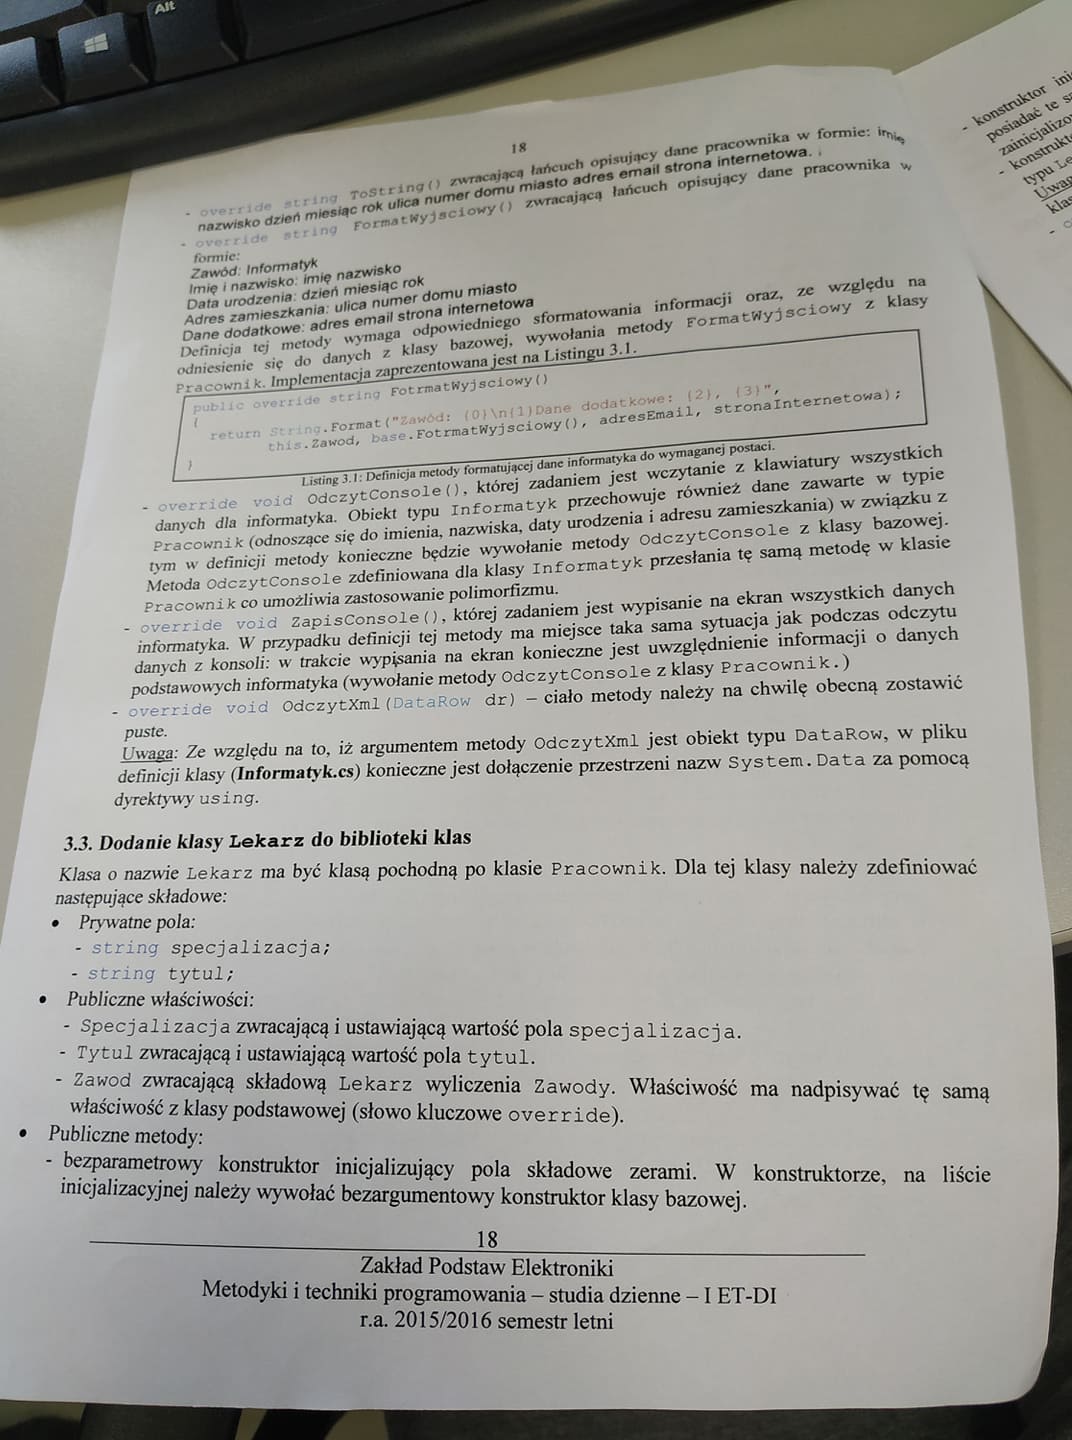 Alt
18
- override string ToString() zwracającą łańcuch opisujący dane pracownika w formie: imię
nazwisko dzień miesiąc rok ulica numer domu miasto adres email strona internetowa.
- override string FormatWyjsciowy() zwracającą łańcuch opisujący dane pracownika w
formie:
Zawód: Informatyk
Imię i nazwisko: imię nazwisko
Data urodzenia: dzień miesiąc rok
Adres zamieszkania: ulica numer domu miasto
Dane dodatkowe: adres email strona internetowa
Definicja tej metody wymaga odpowiedniego sformatowania informacji oraz, ze względu na
odniesienie się do danych z klasy bazowej, wywołania metody FormatWyjsciowy z klasy
Pracownik. Implementacja zaprezentowana jest na Listingu 3.1.
public override string FotrmatWyjsciowy()
{
return String.Format("Zawód: {0}\n{1}Dane dodatkowe: {2}, {3}",
this.Zawod, base.FotrmatWyjsciowy(), adresEmail, stronaInternetowa);
}
Listing 3.1: Definicja metody formatującej dane informatyka do wymaganej postaci.
- override void OdczytConsole(), której zadaniem jest wczytanie z klawiatury wszystkich
danych dla informatyka. Obiekt typu Informatyk przechowuje również dane zawarte w typie
Pracownik (odnoszące się do imienia, nazwiska, daty urodzenia i adresu zamieszkania) w związku z
tym w definicji metody konieczne będzie wywołanie metody OdczytConsole z klasy bazowej.
Metoda OdczytConsole zdefiniowana dla klasy Informatyk przesłania tę samą metodę w klasie
Pracownik co umożliwia zastosowanie polimorfizmu.
- override void ZapisConsole(), której zadaniem jest wypisanie na ekran wszystkich danych
informatyka. W przypadku definicji tej metody ma miejsce taka sama sytuacja jak podczas odczytu
danych z konsoli: w trakcie wypisania na ekran konieczne jest uwzględnienie informacji o danych
podstawowych informatyka (wywołanie metody OdczytConsole z klasy Pracownik.)
- override void OdczytXml(DataRow dr) – ciało metody należy na chwilę obecną zostawić
puste.
Uwaga: Ze względu na to, iż argumentem metody OdczytXml jest obiekt typu DataRow, w pliku
definicji klasy (Informatyk.cs) konieczne jest dołączenie przestrzeni nazw System.Data za pomocą
dyrektywy using.
3.3. Dodanie klasy Lekarz do biblioteki klas
Klasa o nazwie Lekarz ma być klasą pochodną po klasie Pracownik. Dla tej klasy należy zdefiniować
następujące składowe:
• Prywatne pola:
- string specjalizacja;
- string tytul;
• Publiczne właściwości:
- Specjalizacja zwracającą i ustawiającą wartość pola specjalizacja.
- Tytul zwracającą i ustawiającą wartość pola tytul.
- Zawod zwracającą składową Lekarz wyliczenia Zawody. Właściwość ma nadpisywać tę samą
właściwość z klasy podstawowej (słowo kluczowe override).
• Publiczne metody:
- bezparametrowy konstruktor inicjalizujący pola składowe zerami. W konstruktorze, na liście
inicjalizacyjnej należy wywołać bezargumentowy konstruktor klasy bazowej.
18
Zakład Podstaw Elektroniki
Metodyki i techniki programowania – studia dzienne – I ET-DI
r.a. 2015/2016 semestr letni
- konstruktor
posiadać te
- 
typu